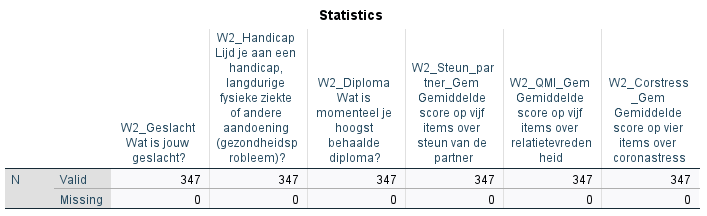 Statistics
W2_Geslacht
Wat is jouw
geslacht?
W2_Handicap
Lijd je aan een
handicap,
langdurige
fysieke ziekte
of andere
aandoening
(gezondheidsp
robleem)?
W2_Diploma
Wat is
momenteel je
hoogst
behaalde
diploma?
W2_Steun_par
tner_Gem
Gemiddelde
score op vijf
items over
steun van de
partner
W2_QMI_Gem
Gemiddelde
score op vijf
items over
relatietevreden
heid
W2_Corstress
_Gem
Gemiddelde
score op vier
items over
coronastress
N Valid 347 347 347 347 347 347
Missing 0 0 0 0 0 0